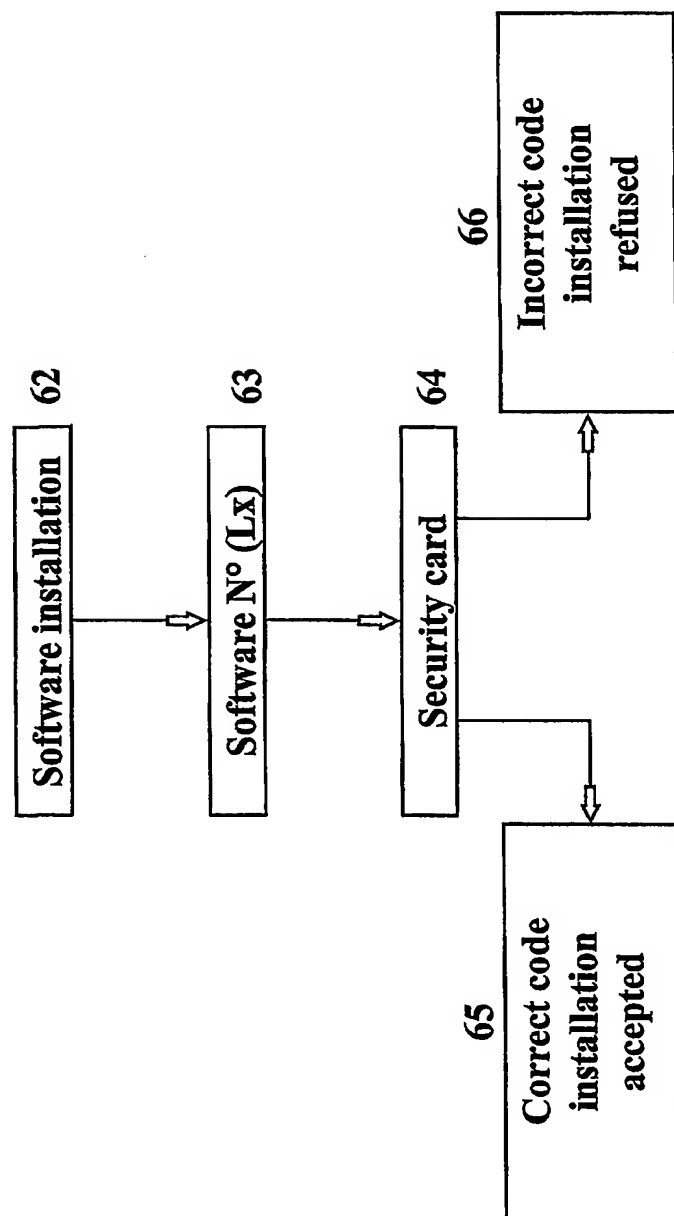 Software installation
62
Software N° (Lx)
63
Security card
64
65
Correct code
installation
accepted
66
Incorrect code
installation
refused